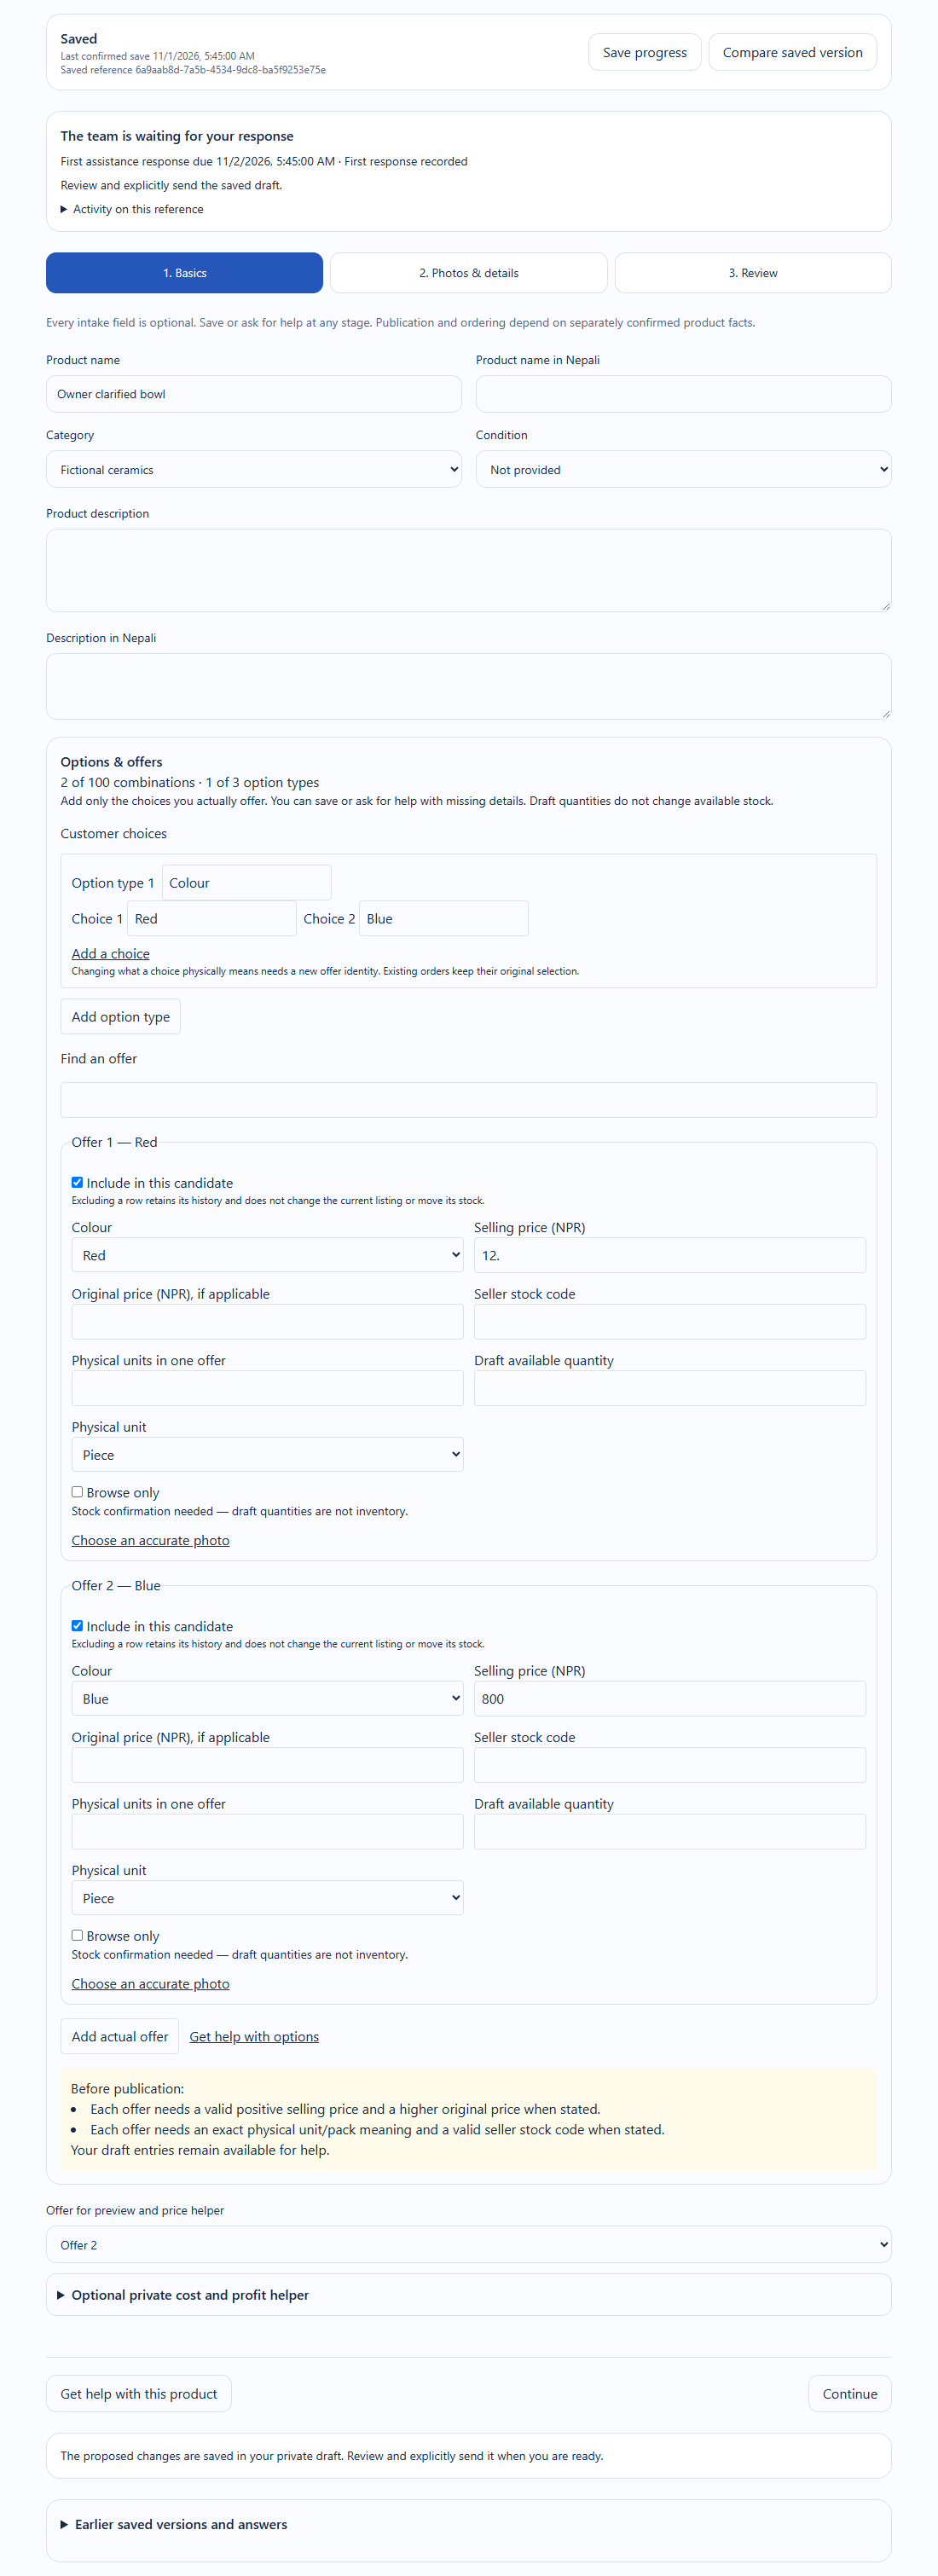 Saved
Last confirmed save 11/1/2026, 5:45:00 AM
Saved reference 6a9aab8d-7a5b-4534-9dc8-ba5f9253e75e
Save progress
Compare saved version
The team is waiting for your response
First assistance response due 11/2/2026, 5:45:00 AM · First response recorded
Review and explicitly send the saved draft.
Activity on this reference
1. Basics
2. Photos & details
3. Review
Every intake field is optional. Save or ask for help at any stage. Publication and ordering depend on separately confirmed product facts.
Product name
Product name in Nepali
Owner clarified bowl
Category
Condition
Fictional ceramics
Not provided
Product description
Description in Nepali
Options & offers
2 of 100 combinations · 1 of 3 option types
Add only the choices you actually offer. You can save or ask for help with missing details. Draft quantities do not change available stock.
Customer choices
Option type 1 Colour
Choice 1 Red Choice 2 Blue
Add a choice
Changing what a choice physically means needs a new offer identity. Existing orders keep their original selection.
Add option type
Find an offer
Offer 1 — Red
Include in this candidate
Excluding a row retains its history and does not change the current listing or move its stock.
Colour
Selling price (NPR)
Red
12.
Original price (NPR), if applicable
Seller stock code
Physical units in one offer
Draft available quantity
Physical unit
Piece
Browse only
Stock confirmation needed — draft quantities are not inventory.
Choose an accurate photo
Offer 2 — Blue
Include in this candidate
Excluding a row retains its history and does not change the current listing or move its stock.
Colour
Selling price (NPR)
Blue
800
Original price (NPR), if applicable
Seller stock code
Physical units in one offer
Draft available quantity
Physical unit
Piece
Browse only
Stock confirmation needed — draft quantities are not inventory.
Choose an accurate photo
Add actual offer
Get help with options
Before publication:
• Each offer needs a valid positive selling price and a higher original price when stated.
• Each offer needs an exact physical unit/pack meaning and a valid seller stock code when stated.
Your draft entries remain available for help.
Offer for preview and price helper
Offer 2
Optional private cost and profit helper
Get help with this product
Continue
The proposed changes are saved in your private draft. Review and explicitly send it when you are ready.
Earlier saved versions and answers